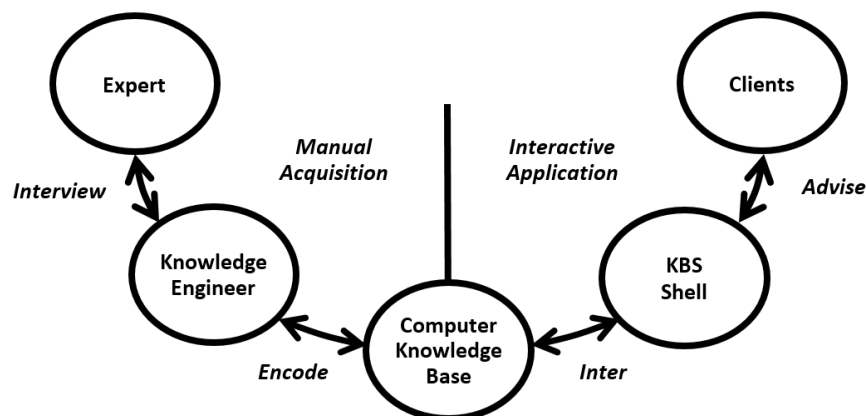 Expert
Clients
Manual
Acquisition
Interactive
Application
Interview
Advise
Knowledge
Engineer
KBS
Shell
Computer
Knowledge
Base
Encode
Inter